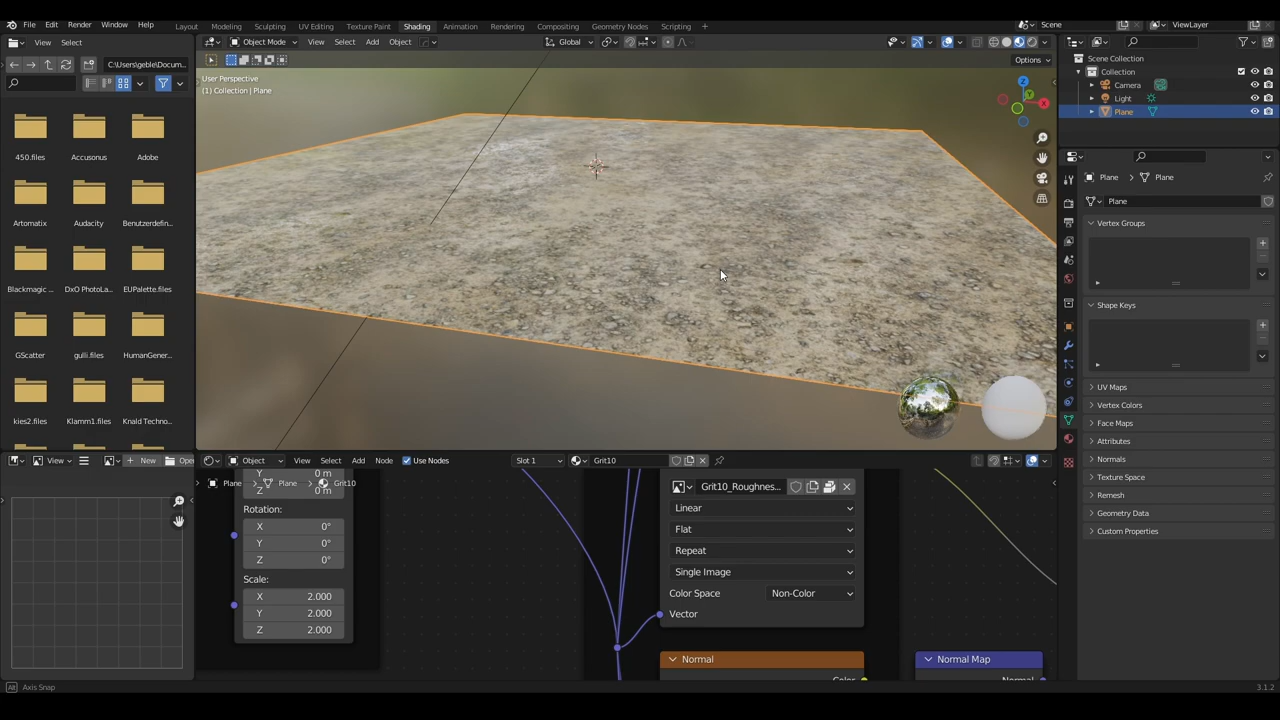 File Edit Render Window Help Layout Modeling Sculpting UV Editing Texture Paint Shading Animation Rendering Compositing Geometry Nodes Scripting + Scene ViewLayer
View Select Object Mode View Select Add Object Global
C:\Users\geble\Docum...
Options
User Perspective
(1) Collection | Plane
450.files Accusonus Adobe
Artomatix Audacity Benutzerdefin...
Blackmagic ... DxO PhotoLa... EUPalette.files
GScatter gulli.files HumanGener...
kies2.files Klamm1.files Knald Techno...
Z
Y
X
Scene Collection
Collection
Camera
Light
Plane
Plane Plane
Plane
Vertex Groups
Shape Keys
UV Maps
Vertex Colors
Face Maps
Attributes
Normals
Texture Space
Remesh
Geometry Data
Custom Properties
View New Open
Object View Select Add Node Use Nodes Slot 1 Grit10
Y 0 m
Plane Plane Grit10
Z 0 m
Rotation:
X 0°
Y 0°
Z 0°
Scale:
X 2.000
Y 2.000
Z 2.000
Grit10_Roughnes...
Linear
Flat
Repeat
Single Image
Color Space Non-Color
Vector
Normal
Color
Normal Map
Normal
Alt Axis Snap
3.1.2